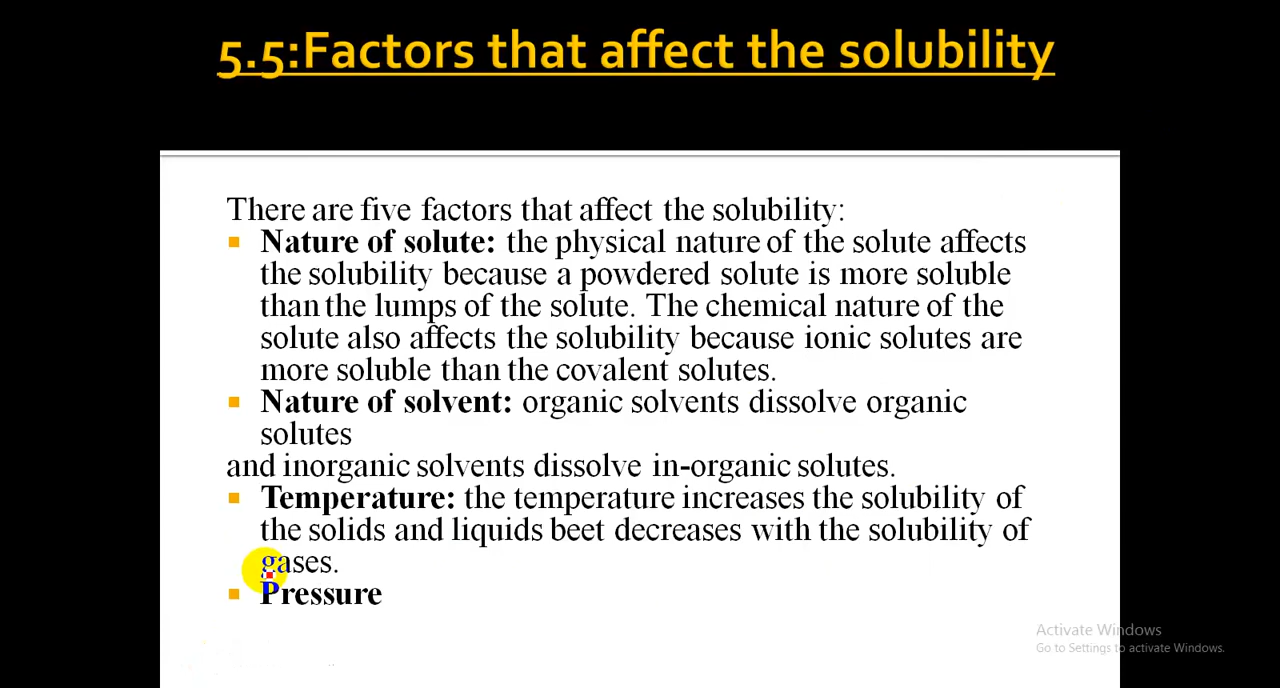 5.5:Factors that affect the solubility
There are five factors that affect the solubility:
Nature of solute: the physical nature of the solute affects
the solubility because a powdered solute is more soluble
than the lumps of the solute. The chemical nature of the
solute also affects the solubility because ionic solutes are
more soluble than the covalent solutes.
Nature of solvent: organic solvents dissolve organic
solutes
and inorganic solvents dissolve in-organic solutes.
Temperature: the temperature increases the solubility of
the solids and liquids beet decreases with the solubility of
gases.
Pressure
Activate Windows
Go to Settings to activate Windows.